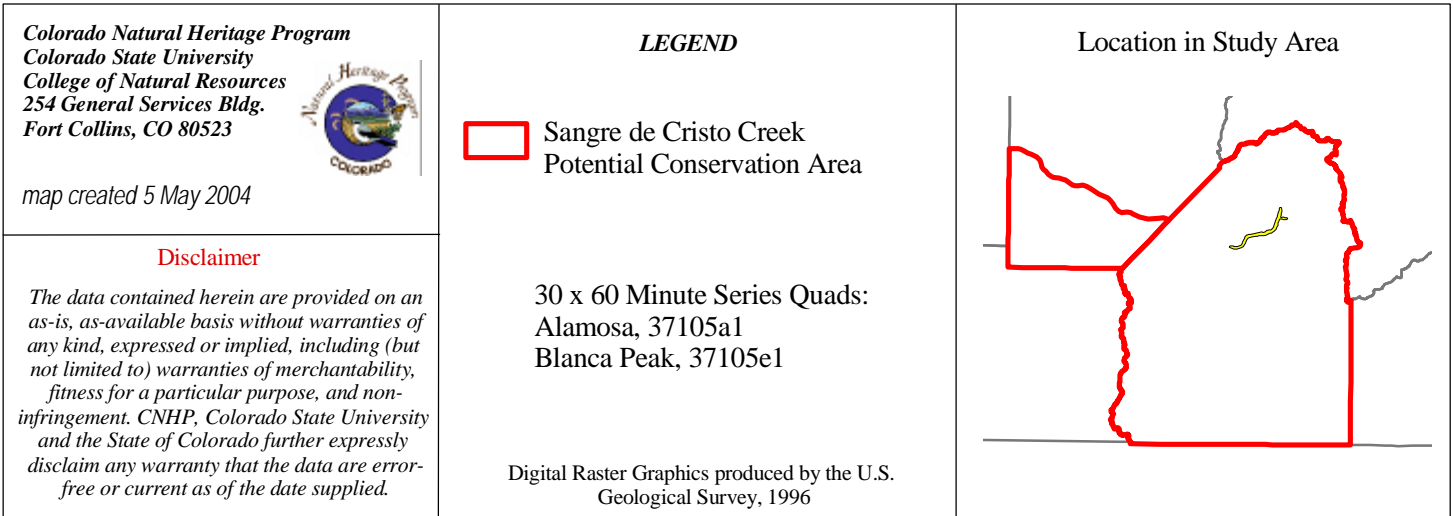 Colorado Natural Heritage Program
Colorado State University
College of Natural Resources
254 General Services Bldg.
Fort Collins, CO 80523
Natural Heritage Program
COLORADO
map created 5 May 2004
Disclaimer
The data contained herein are provided on an
as-is, as-available basis without warranties of
any kind, expressed or implied, including (but
not limited to) warranties of merchantability,
fitness for a particular purpose, and non-
infringement. CNHP, Colorado State University
and the State of Colorado further expressly
disclaim any warranty that the data are error-
free or current as of the date supplied.
LEGEND
Sangre de Cristo Creek
Potential Conservation Area
30 x 60 Minute Series Quads:
Alamosa, 37105a1
Blanca Peak, 37105e1
Digital Raster Graphics produced by the U.S.
Geological Survey, 1996
Location in Study Area